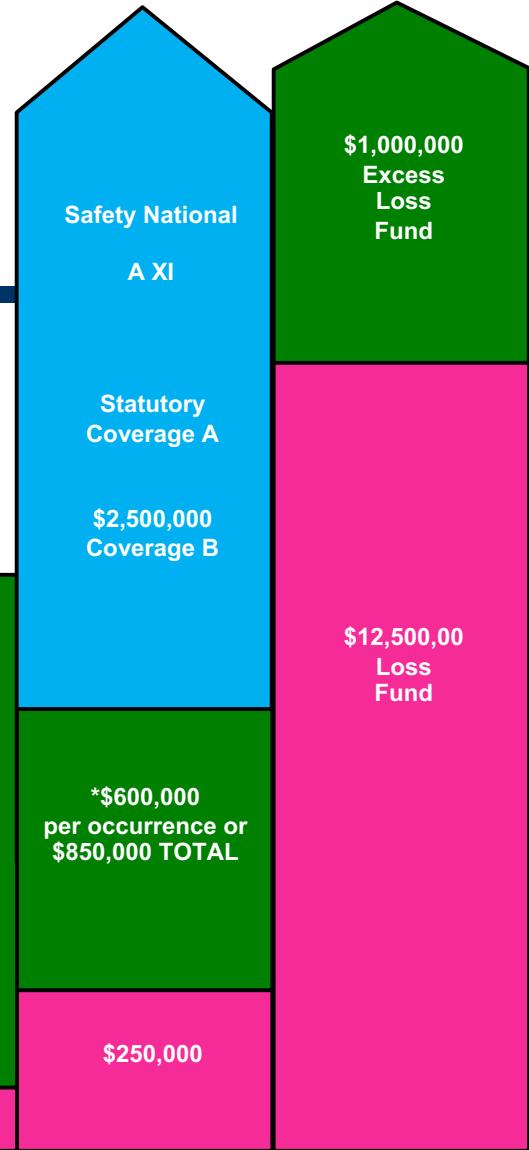 Safety National
A XI
Statutory
Coverage A
$2,500,000
Coverage B
*$600,000
per occurrence or
$850,000 TOTAL
$250,000
$1,000,000
Excess
Loss
Fund
$12,500,00
Loss
Fund